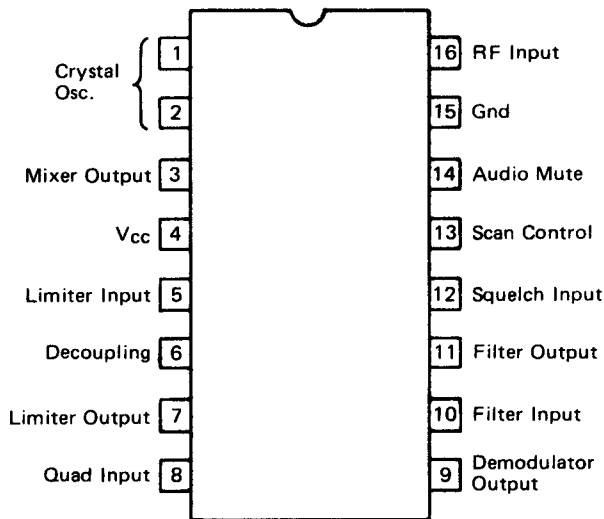 Crystal
Osc.
1
2
Mixer Output 3
Vcc 4
Limiter Input 5
Decoupling 6
Limiter Output 7
Quad Input 8
16 RF Input
15 Gnd
14 Audio Mute
13 Scan Control
12 Squelch Input
11 Filter Output
10 Filter Input
9 Demodulator
Output